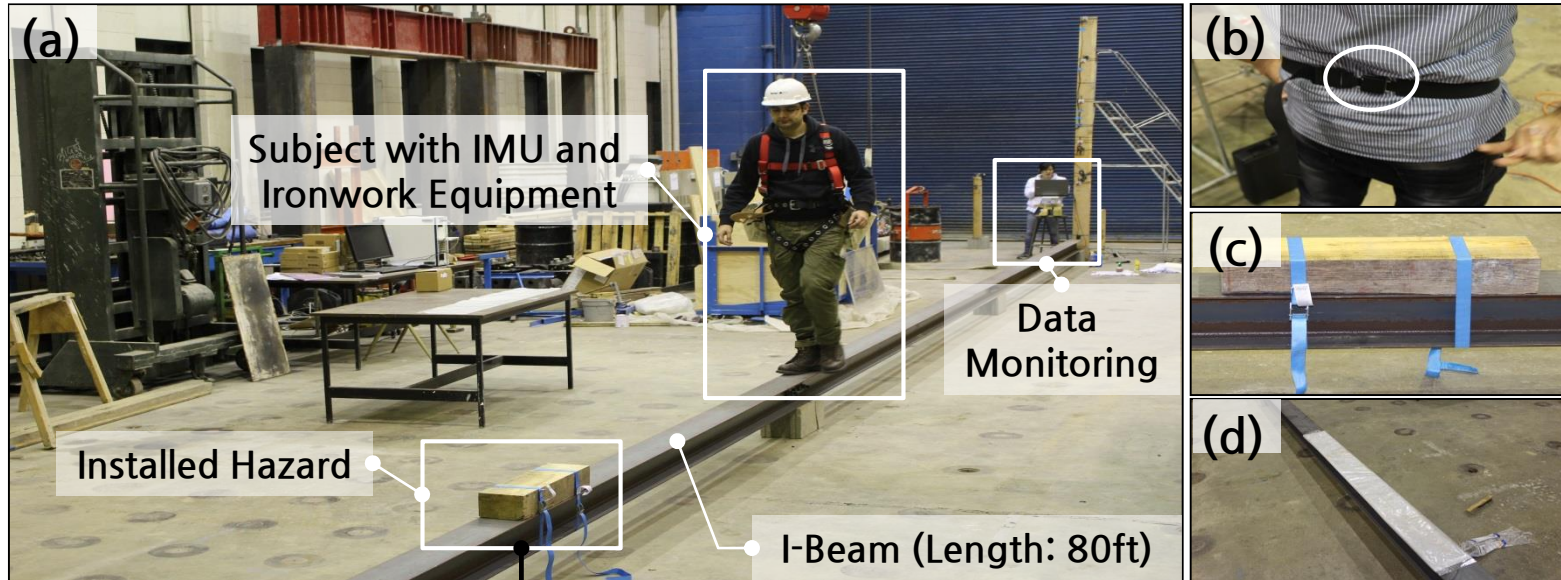 (a)
Subject with IMU and
Ironwork Equipment
Data
Monitoring
Installed Hazard
I-Beam (Length: 80ft)
(b)
(c)
(d)